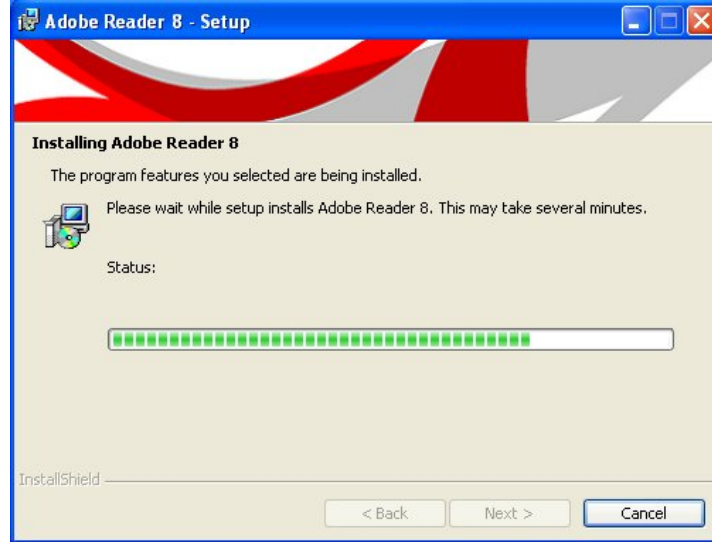 Adobe Reader 8 - Setup
Installing Adobe Reader 8
The program features you selected are being installed.
Please wait while setup installs Adobe Reader 8. This may take several minutes.
Status:
InstallShield
< Back Next > Cancel